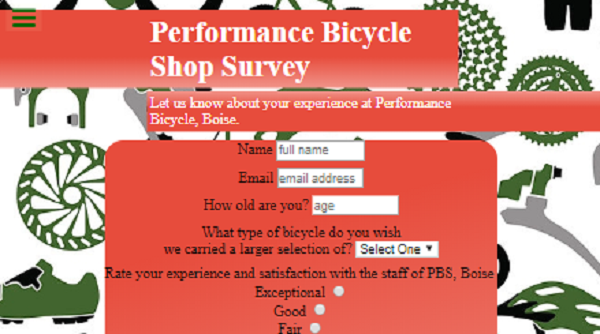 Performance Bicycle
Shop Survey
Let us know about your experience at Performance
Bicycle, Boise.
Name full name
Email email address
How old are you? age
What type of bicycle do you wish
we carried a larger selection of? Select One
Rate your experience and satisfaction with the staff of PBS, Boise
Exceptional
Good
Fair